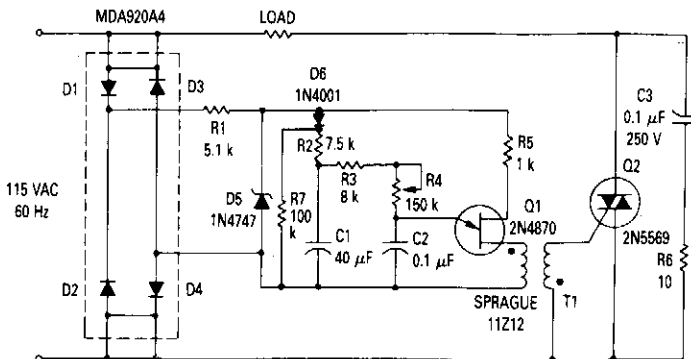 MDA920A4
LOAD
D1
D3
D6
1N4001
R1
5.1 k
R2
7.5 k
R5
1 k
C3
0.1 μF
250 V
115 VAC
60 Hz
D5
1N4747
R7
100
k
R3
8 k
R4
150 k
Q1
2N4870
Q2
2N5569
C1
40 μF
C2
0.1 μF
D2
D4
SPRAGUE
11Z12
T1
R6
10